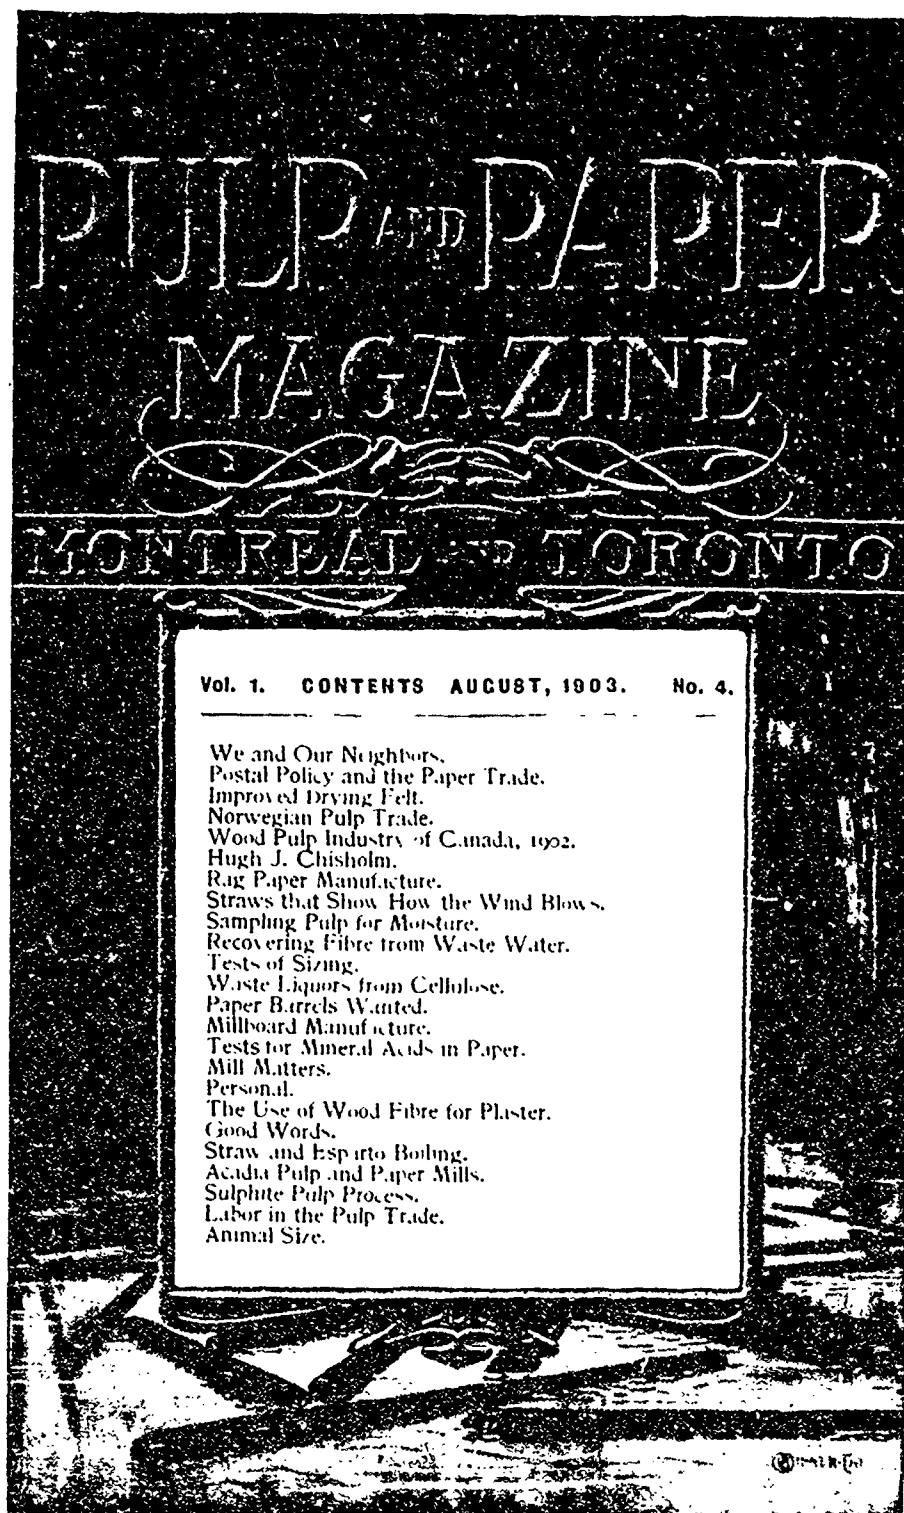 PULP AND PAPER
MAGAZINE
MONTREAL AND TORONTO
Vol. 1. CONTENTS AUGUST, 1903. No. 4.
We and Our Neighbors.
Postal Policy and the Paper Trade.
Improved Drying Felt.
Norwegian Pulp Trade.
Wood Pulp Industry of Canada, 1902.
Hugh J. Chisholm.
Rag Paper Manufacture.
Straws that Show How the Wind Blows.
Sampling Pulp for Moisture.
Recovering Fibre from Waste Water.
Tests of Sizing.
Waste Liquors from Cellulose.
Paper Barrels Wanted.
Millboard Manufacture.
Tests for Mineral Acids in Paper.
Mill Matters.
Personal.
The Use of Wood Fibre for Plaster.
Good Words.
Straw and Esparto Boiling.
Acadia Pulp and Paper Mills.
Sulphite Pulp Process.
Labor in the Pulp Trade.
Animal Size.